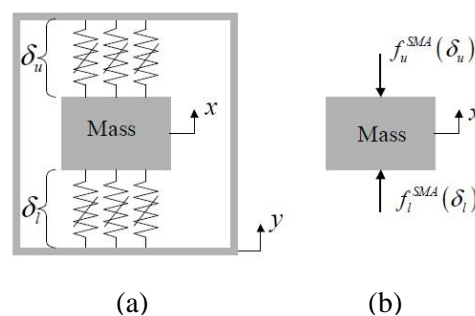 δ_u
Mass
x
δ_l
y
(a)
f_u^{SMA}(δ_u)
Mass
x
f_l^{SMA}(δ_l)
(b)